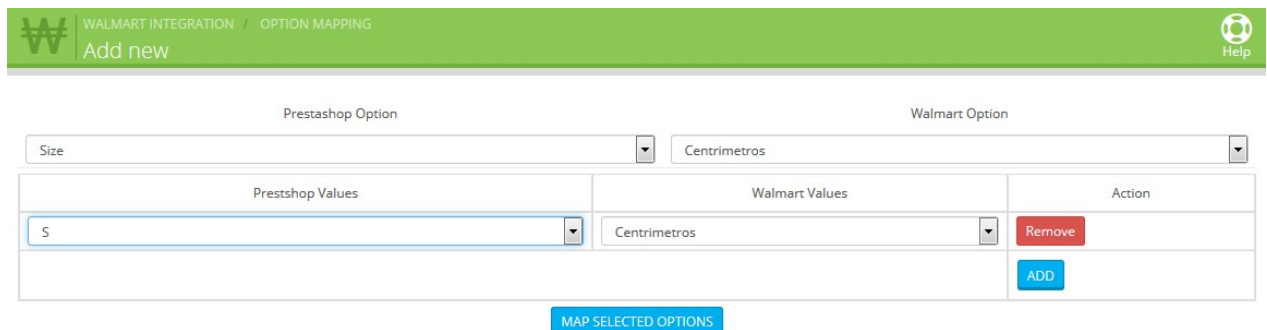 WALMART INTEGRATION / OPTION MAPPING
Add new
Help
Prestashop Option Walmart Option
Size Centrimetros
Prestshop Values Walmart Values Action
S Centrimetros Remove
ADD
MAP SELECTED OPTIONS